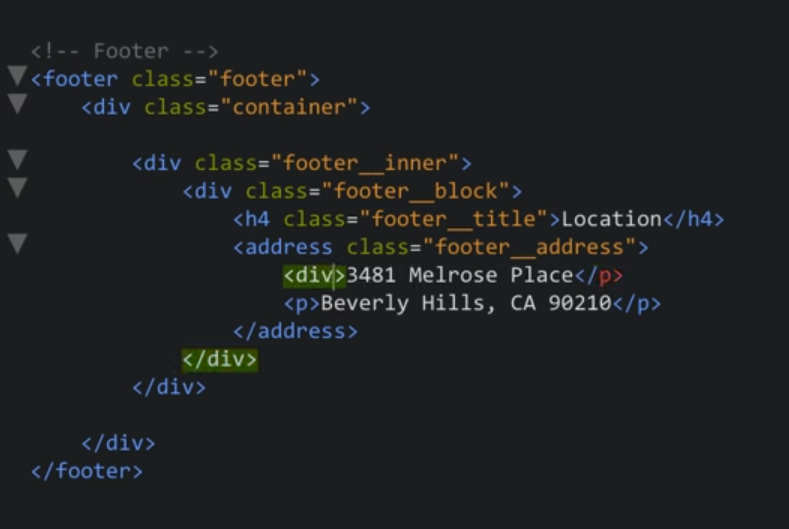 <!-- Footer -->
<footer class="footer">
<div class="container">
<div class="footer__inner">
<div class="footer__block">
<h4 class="footer__title">Location</h4>
<address class="footer__address">
<div>3481 Melrose Place</p>
<p>Beverly Hills, CA 90210</p>
</address>
</div>
</div>
</div>
</footer>